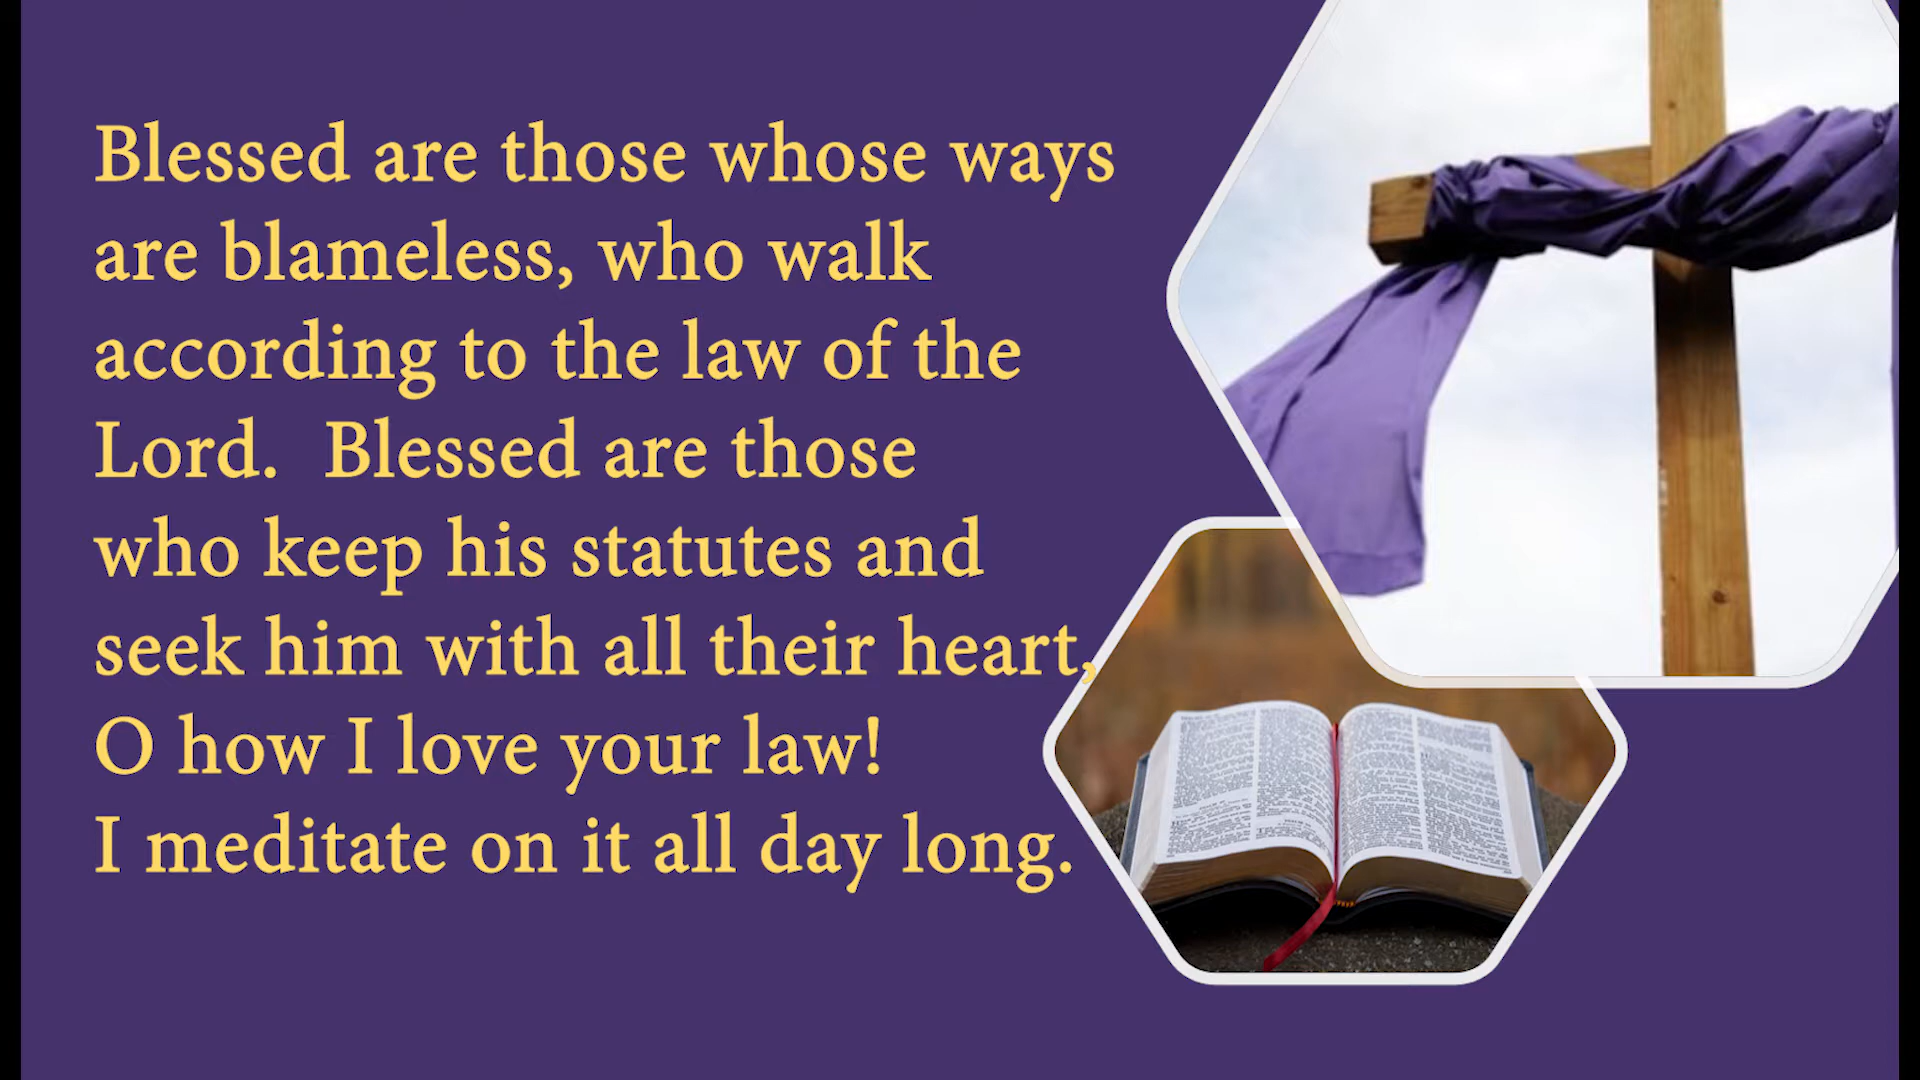 Blessed are those whose ways
are blameless, who walk
according to the law of the
Lord.  Blessed are those
who keep his statutes and
seek him with all their heart,
O how I love your law!
I meditate on it all day long.